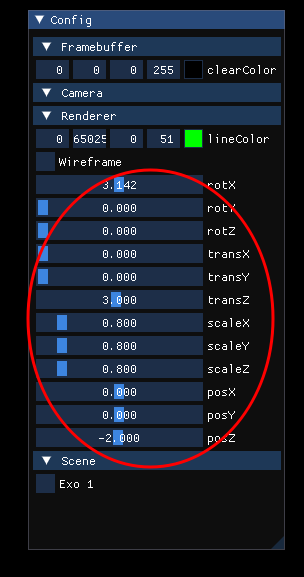 Config
Framebuffer
0 0 0 255 clearColor
Camera
Renderer
0 65025 0 51 lineColor
Wireframe
3.142 rotX
0.000 rotY
0.000 rotZ
0.000 transX
0.000 transY
3.000 transZ
0.800 scaleX
0.800 scaleY
0.800 scaleZ
0.000 posX
0.000 posY
-2.000 posZ
Scene
Exo 1